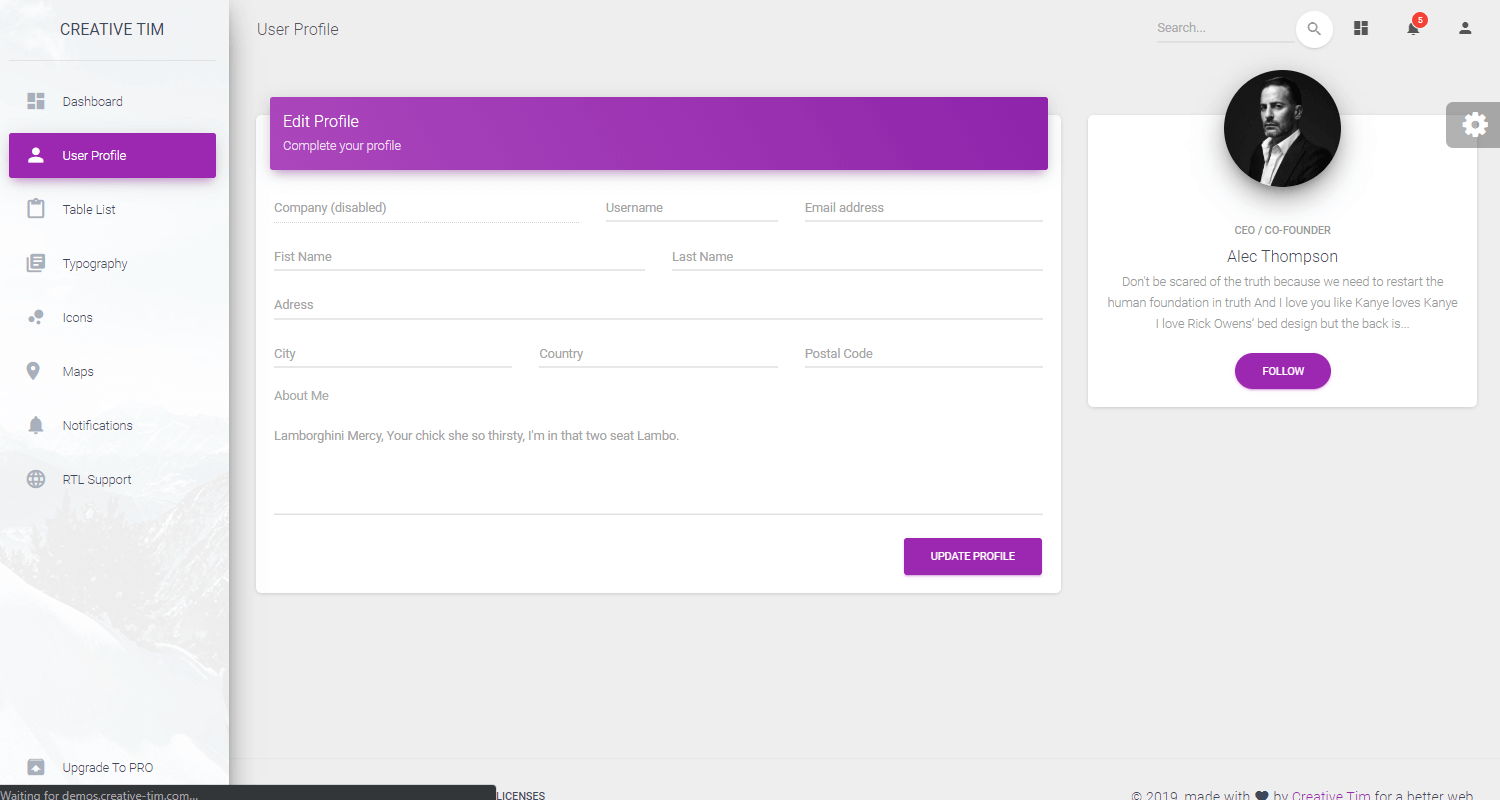 CREATIVE TIM
User Profile
Search...
5
Dashboard
User Profile
Table List
Typography
Icons
Maps
Notifications
RTL Support
Upgrade To PRO
Edit Profile
Complete your profile
Company (disabled)
Username
Email address
Fist Name
Last Name
Adress
City
Country
Postal Code
About Me
Lamborghini Mercy, Your chick she so thirsty, I'm in that two seat Lambo.
UPDATE PROFILE
CEO / CO-FOUNDER
Alec Thompson
Don't be scared of the truth because we need to restart the
human foundation in truth And I love you like Kanye loves Kanye
I love Rick Owens' bed design but the back is...
FOLLOW
Waiting for demos.creative-tim.com...
LICENSES
© 2019, made with by Creative Tim for a better web.